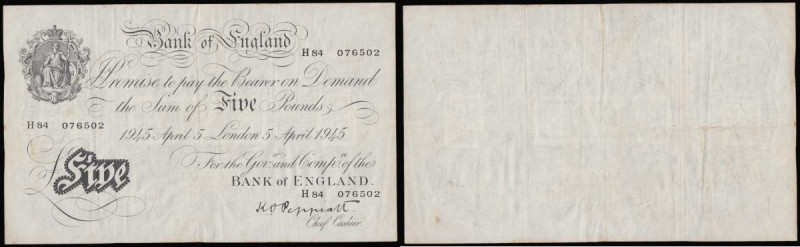 Bank of England
H84 076502
I Promise to pay the Bearer on Demand
the Sum of Five Pounds
1945 April 5 London 5 April 1945
H84 076502
For the Govr. and Compa. of the
BANK of ENGLAND.
H84 076502
£Five
K O Peppiatt
Chief Cashier